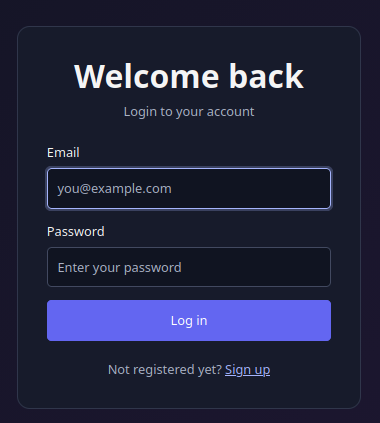 Welcome back
Login to your account
Email
you@example.com
Password
Enter your password
Log in
Not registered yet? Sign up